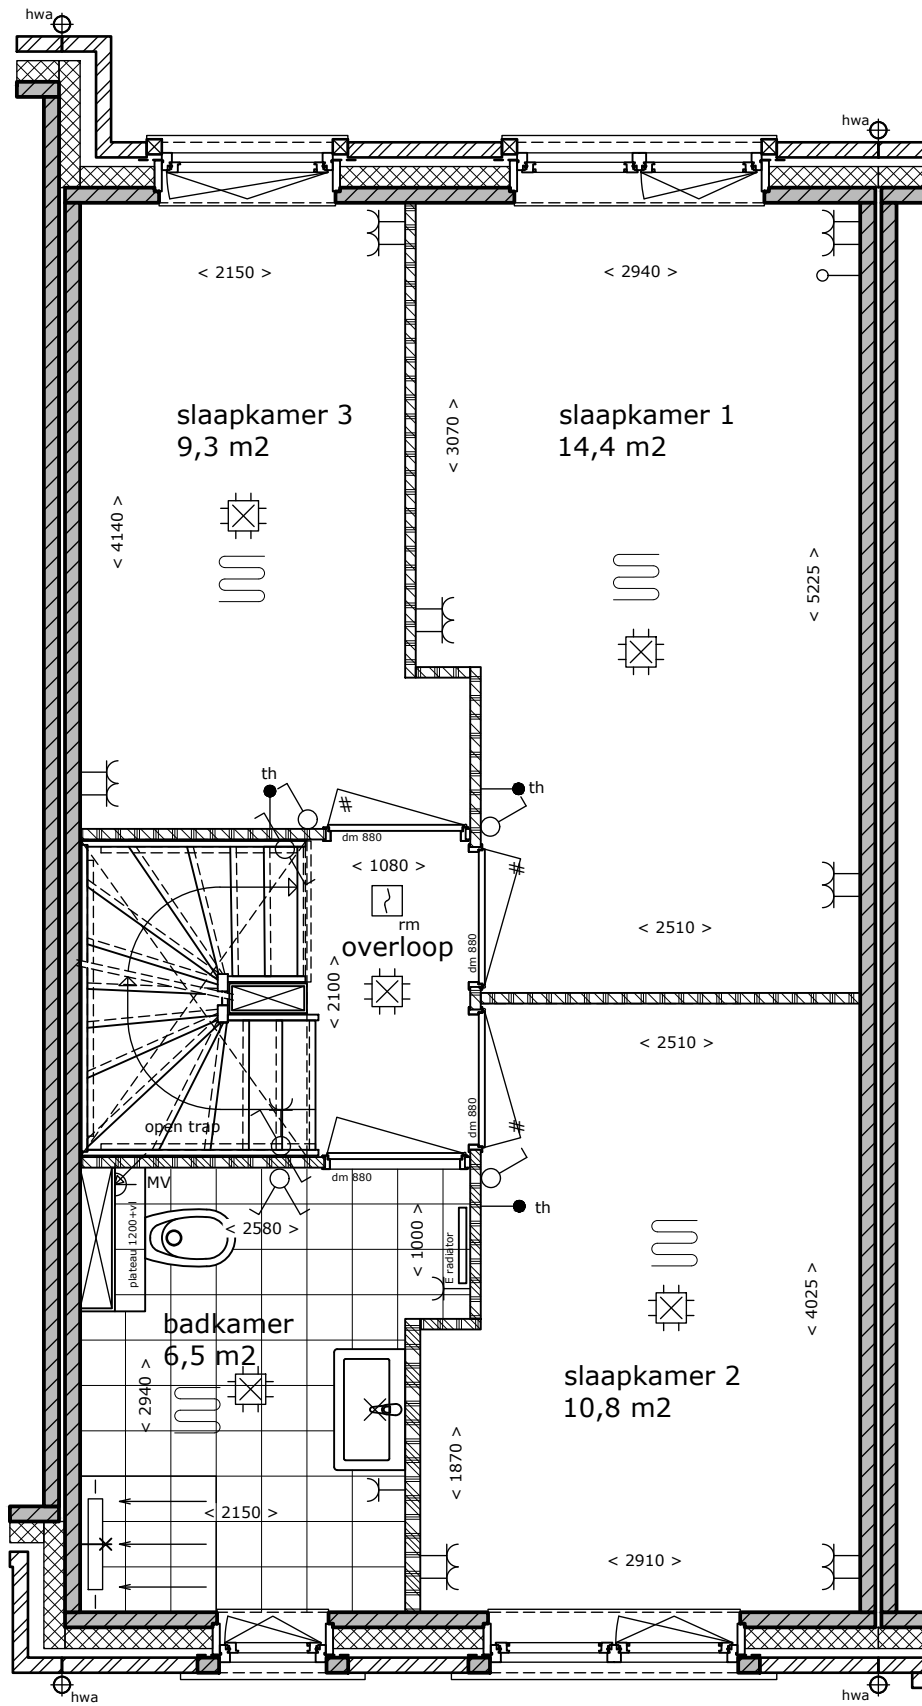 hwa
hwa
< 2150 >
< 2940 >
slaapkamer 3
9,3 m2
slaapkamer 1
14,4 m2
< 3070 >
< 4140 >
< 5225 >
th
th
dm 880
< 1080 >
rm
overloop
dm 880
< 2510 >
< 2100 >
< 2510 >
dm 880
open trap
dm 880
MV
th
plateau 1200+vl
< 2580 >
< 1000 >
E radiator
badkamer
6,5 m2
< 4025 >
< 2940 >
slaapkamer 2
10,8 m2
< 1870 >
< 2150 >
< 2910 >
hwa
hwa